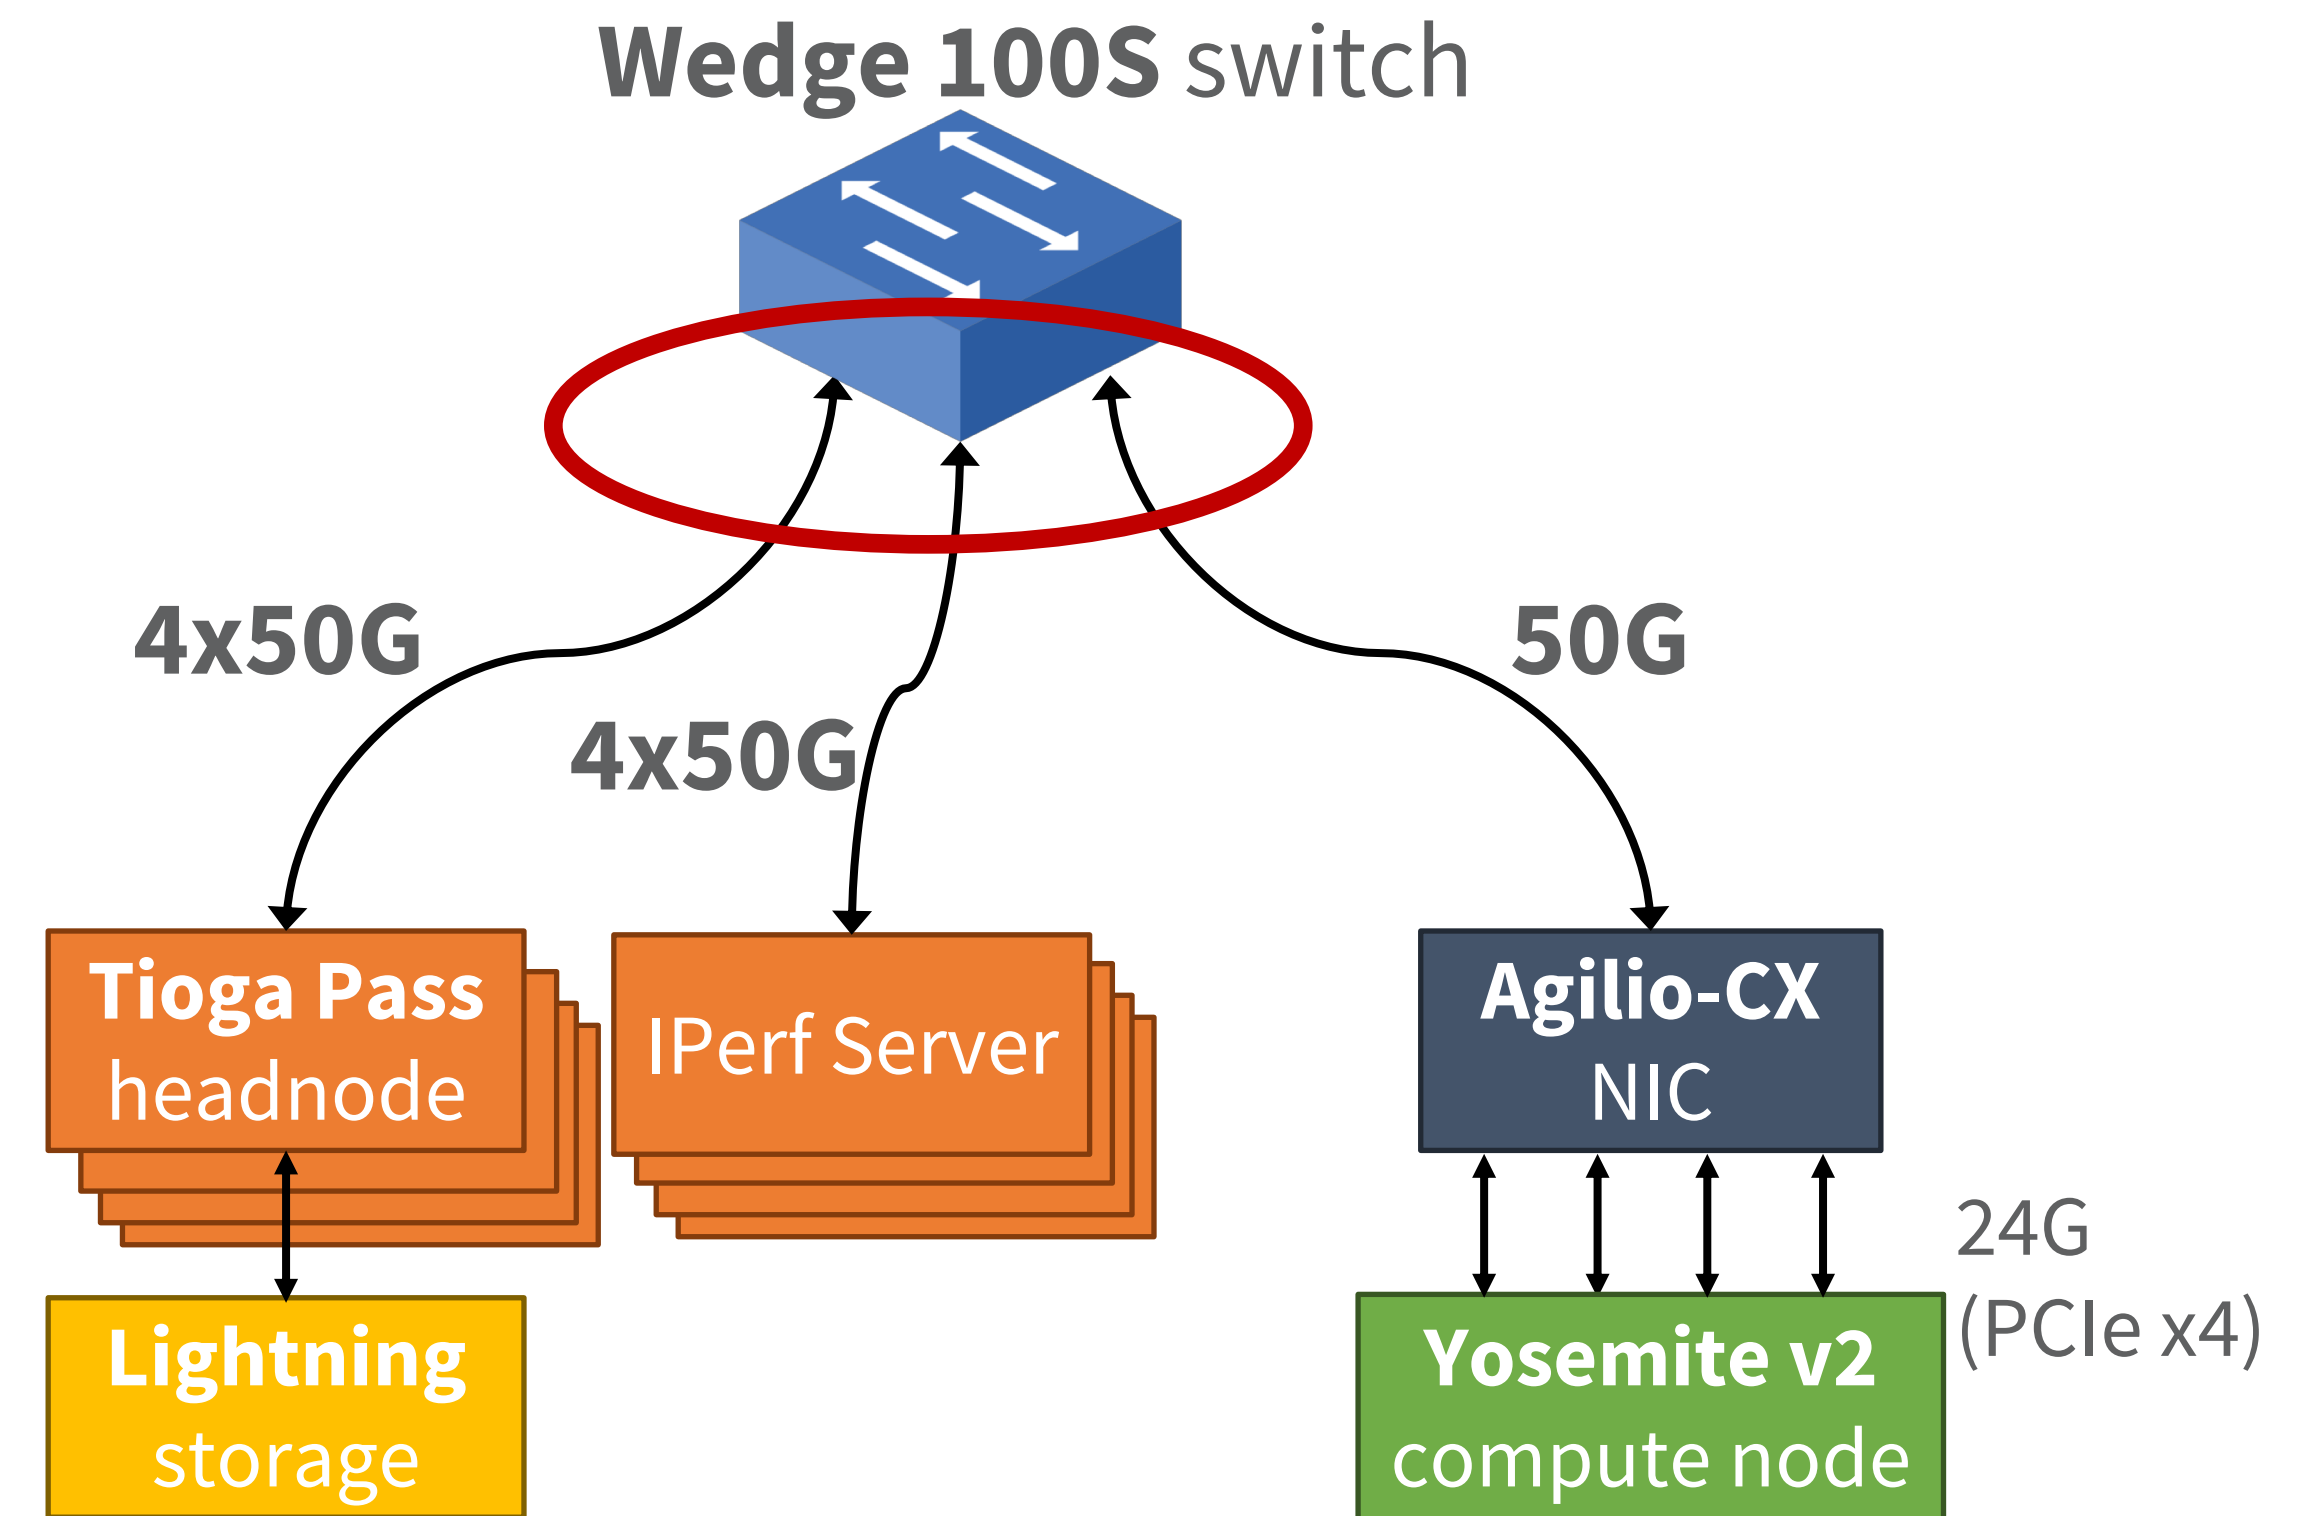 Wedge 100S switch
4x50G
50G
4x50G
Tioga Pass
headnode
IPerf Server
Agilio-CX
NIC
24G
(PCIe x4)
Lightning
storage
Yosemite v2
compute node